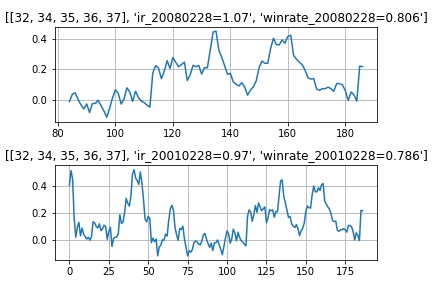 [[32, 34, 35, 36, 37], 'ir_20080228=1.07', 'winrate_20080228=0.806']
0.4
0.2
0.0
80 100 120 140 160 180
[[32, 34, 35, 36, 37], 'ir_20010228=0.97', 'winrate_20010228=0.786']
0.4
0.2
0.0
0 25 50 75 100 125 150 175